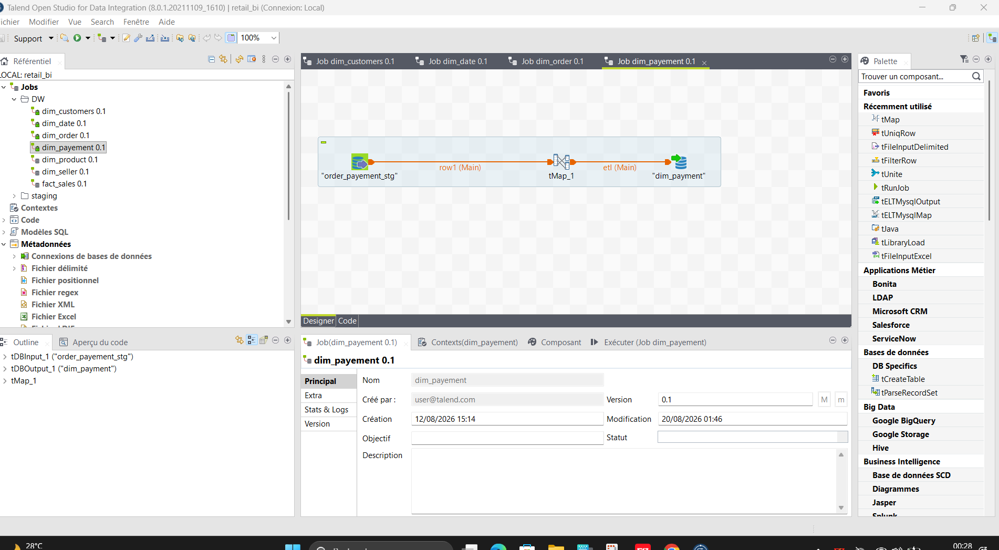 Talend Open Studio for Data Integration (8.0.1.20211109_1610) | retail_bi (Connexion: Local)
ichier Modifier Vue Search Fenêtre Aide
Support 100%
Référentiel
LOCAL: retail_bi
Jobs
DW
dim_customers 0.1
dim_date 0.1
dim_order 0.1
dim_payement 0.1
dim_product 0.1
dim_seller 0.1
fact_sales 0.1
staging
Contextes
Code
Modèles SQL
Métadonnées
Connexions de bases de données
Fichier délimité
Fichier positionnel
Fichier regex
Fichier XML
Fichier Excel
Job dim_customers 0.1 Job dim_date 0.1 Job dim_order 0.1 Job dim_payement 0.1
row1 (Main) etl (Main)
"order_payement_stg" tMap_1 "dim_payment"
Designer Code
Palette
Trouver un composant...
Favoris
Récemment utilisé
tMap
tUniqRow
tFileInputDelimited
tFilterRow
tUnite
tRunJob
tELTMysqlOutput
tELTMysqlMap
tJava
tLibraryLoad
tFileInputExcel
Applications Métier
Bonita
LDAP
Microsoft CRM
Salesforce
ServiceNow
Bases de données
DB Specifics
tCreateTable
tParseRecordSet
Big Data
Google BigQuery
Google Storage
Hive
Business Intelligence
Base de données SCD
Diagrammes
Jasper
Splunk
Outline Aperçu du code
tDBInput_1 ("order_payement_stg")
tDBOutput_1 ("dim_payment")
tMap_1
Job(dim_payement 0.1) Contexts(dim_payement) Composant Exécuter (Job dim_payement)
dim_payement 0.1
Principal
Extra
Stats & Logs
Version
Nom dim_payement
Créé par : user@talend.com Version 0.1 M m
Création 12/08/2026 15:14 Modification 20/08/2026 01:46
Objectif Statut
Description
28°C 00:28